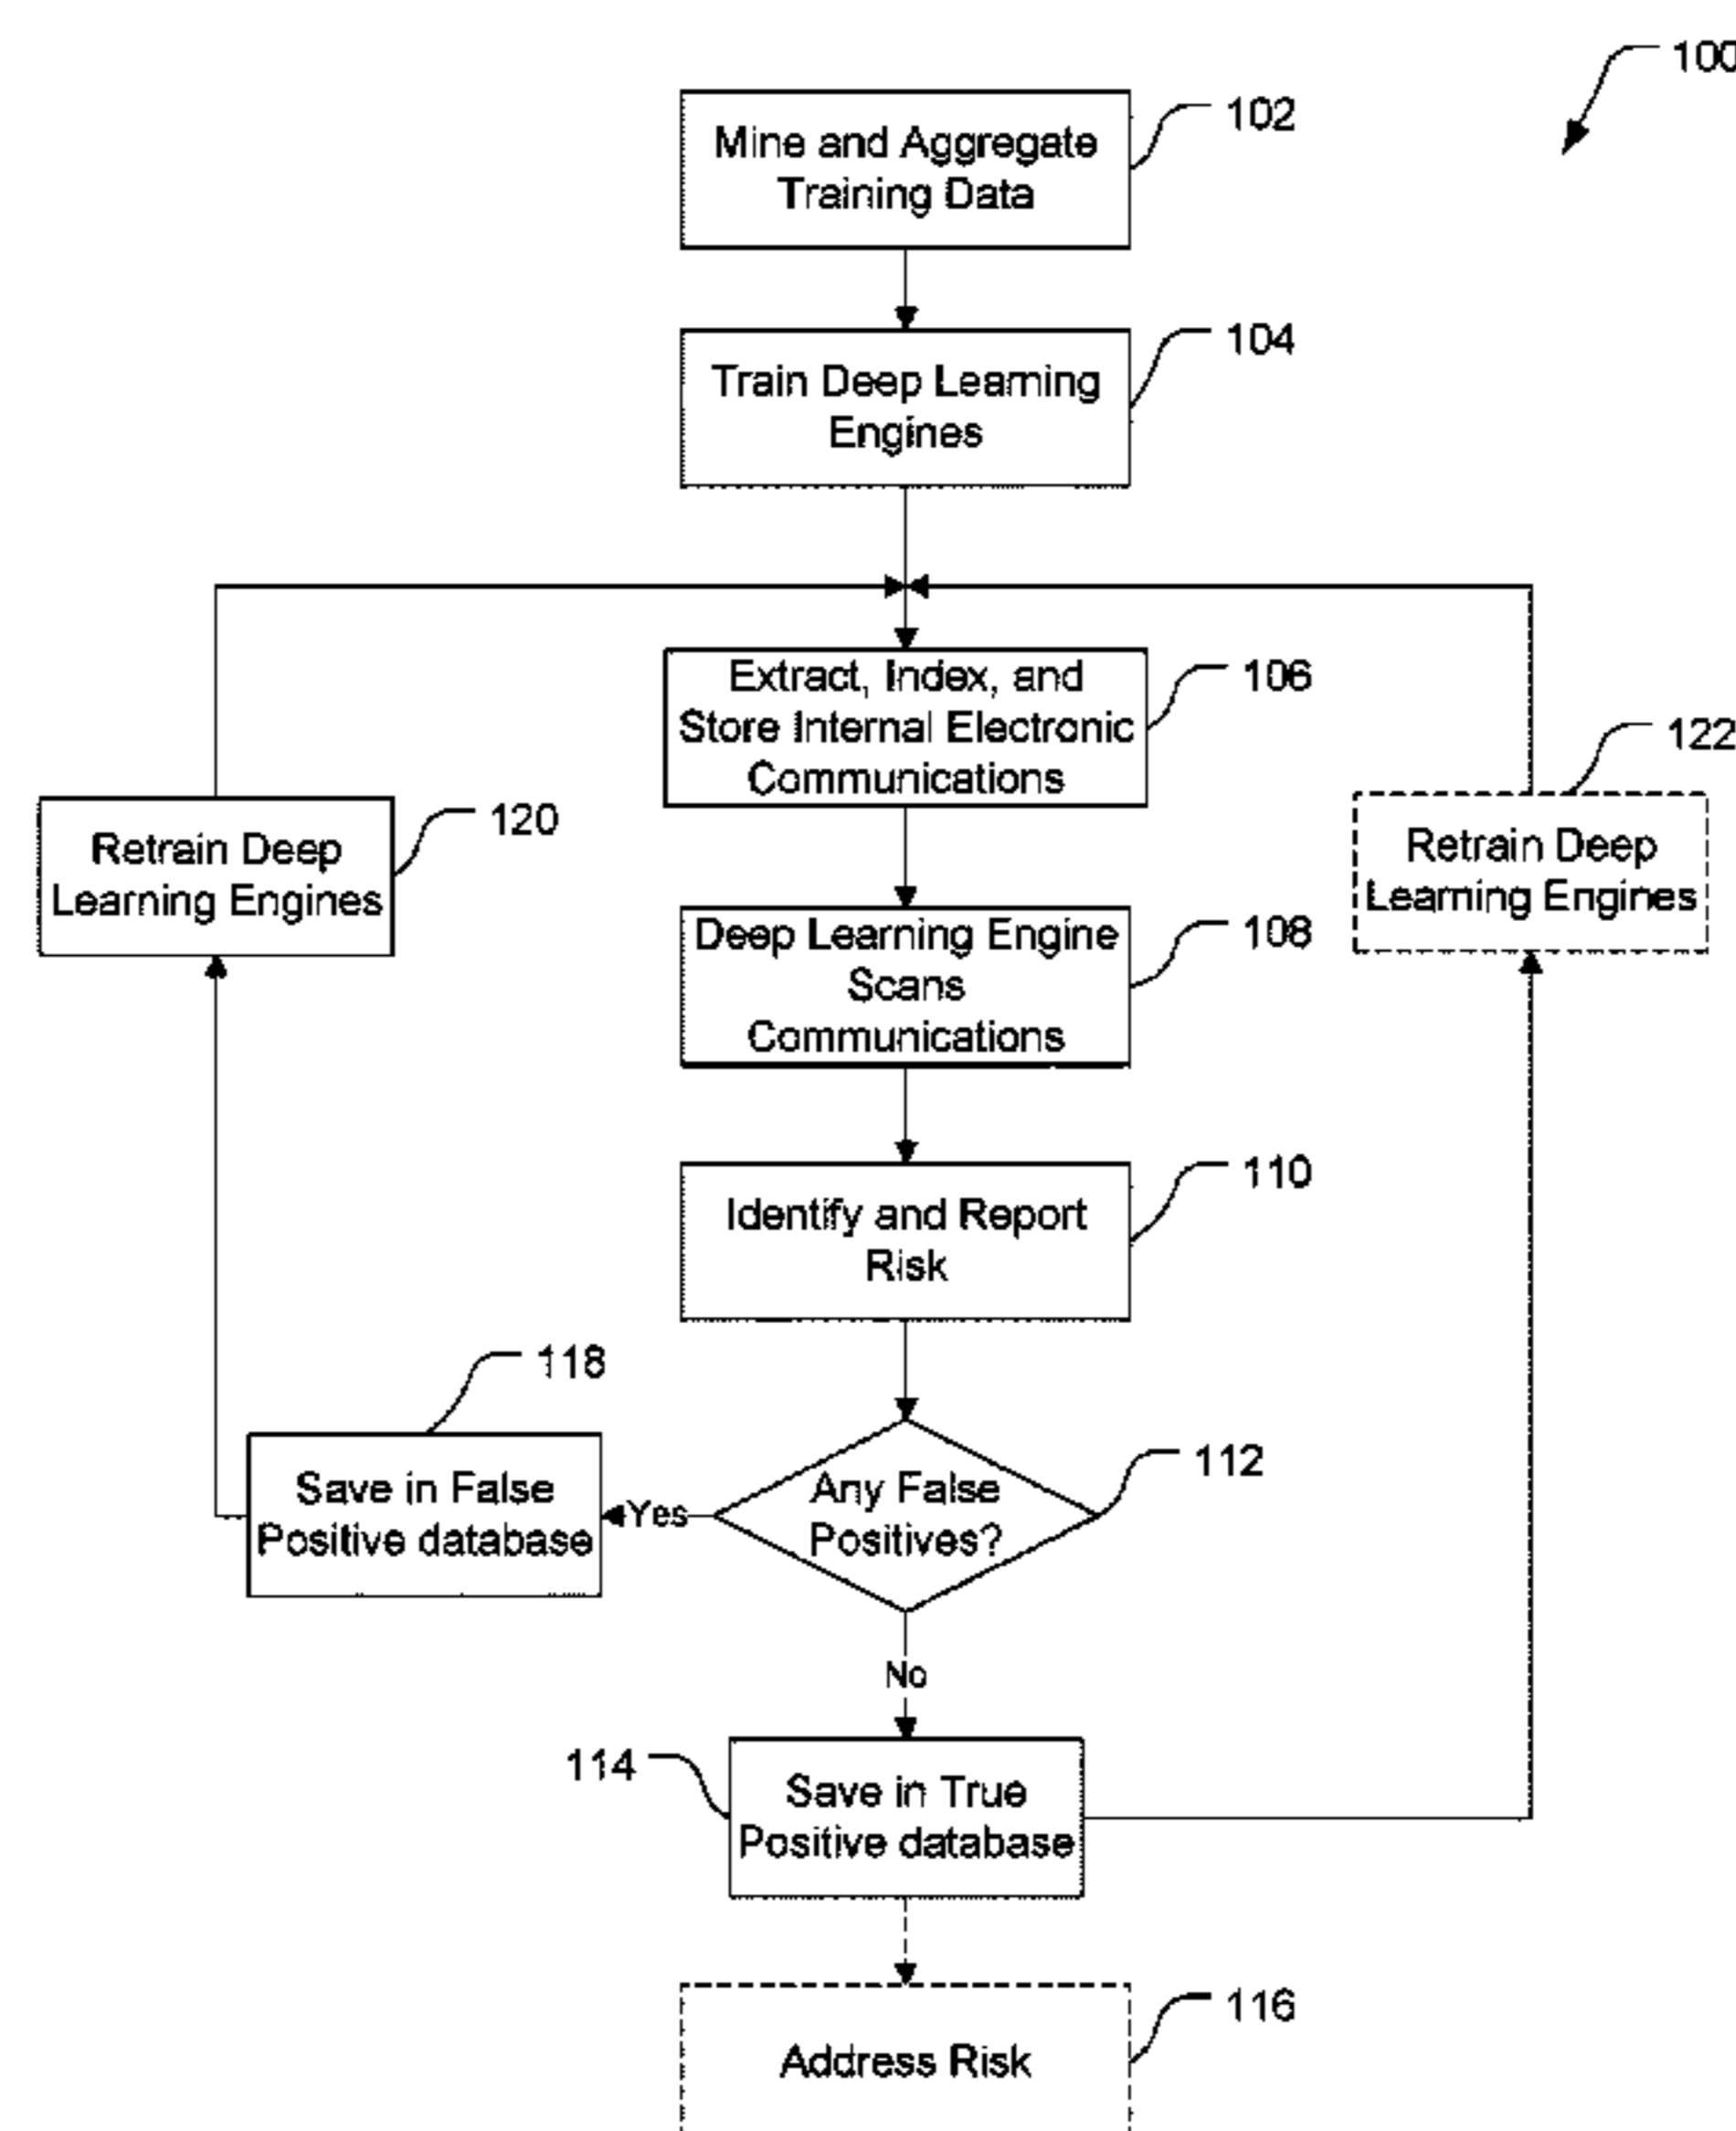 100
102
Mine and Aggregate
Training Data
104
Train Deep Learning
Engines
Extract, Index, and
Store Internal Electronic
Communications
106
122
Retrain Deep
Learning Engines
120
Retrain Deep
Learning Engines
Deep Learning Engine
Scans
Communications
108
Identify and Report
Risk
110
118
Save in False
Positive database
Yes
Any False
Positives?
112
No
114
Save in True
Positive database
116
Address Risk